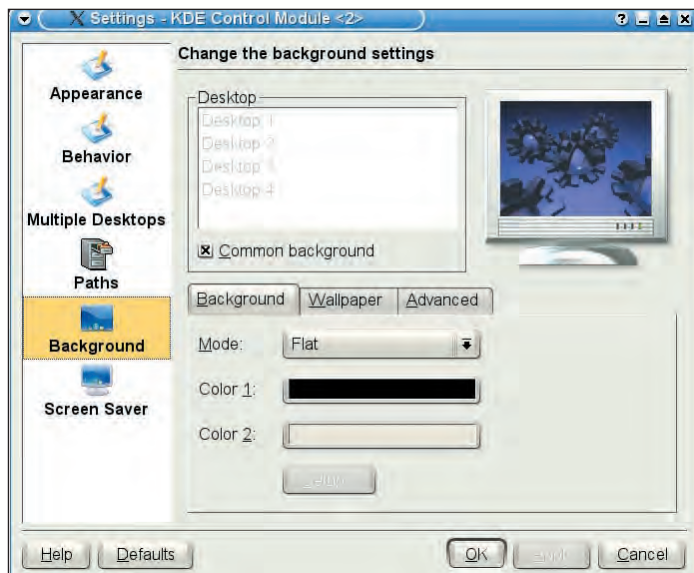 Settings - KDE Control Module <2>
Change the background settings
Appearance
Behavior
Multiple Desktops
Paths
Background
Screen Saver
Desktop
Desktop 1
Desktop 2
Desktop 3
Desktop 4
Common background
Background Wallpaper Advanced
Mode: Flat
Color 1:
Color 2:
Setup...
Help Defaults OK Apply Cancel